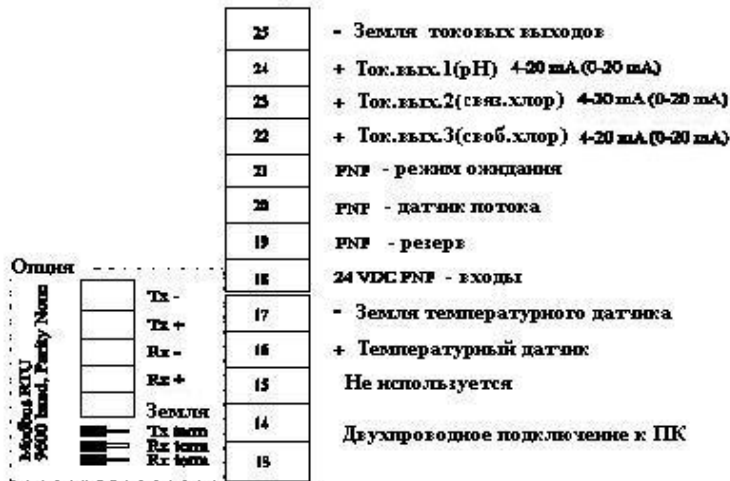 25 - Земля токовых выходов
24 + Ток.вых.1(pH) 4-20 mA (0-20 mA)
23 + Ток.вых.2(связ.хлор) 4-20 mA (0-20 mA)
22 + Ток.вых.3(своб.хлор) 4-20 mA (0-20 mA)
21 PNP - режим ожидания
20 PNP - датчик потока
19 PNP - резерв
18 24 VDC PNP - входы
17 - Земля температурного датчика
16 + Температурный датчик
15 Не используется
14
Двухпроводное подключение к ПК
13
Опция
Tx -
Tx +
Rx -
Rx +
Земля
Tx term
Rx term
Rx term
Modbus RTU
9600 baud, Parity None